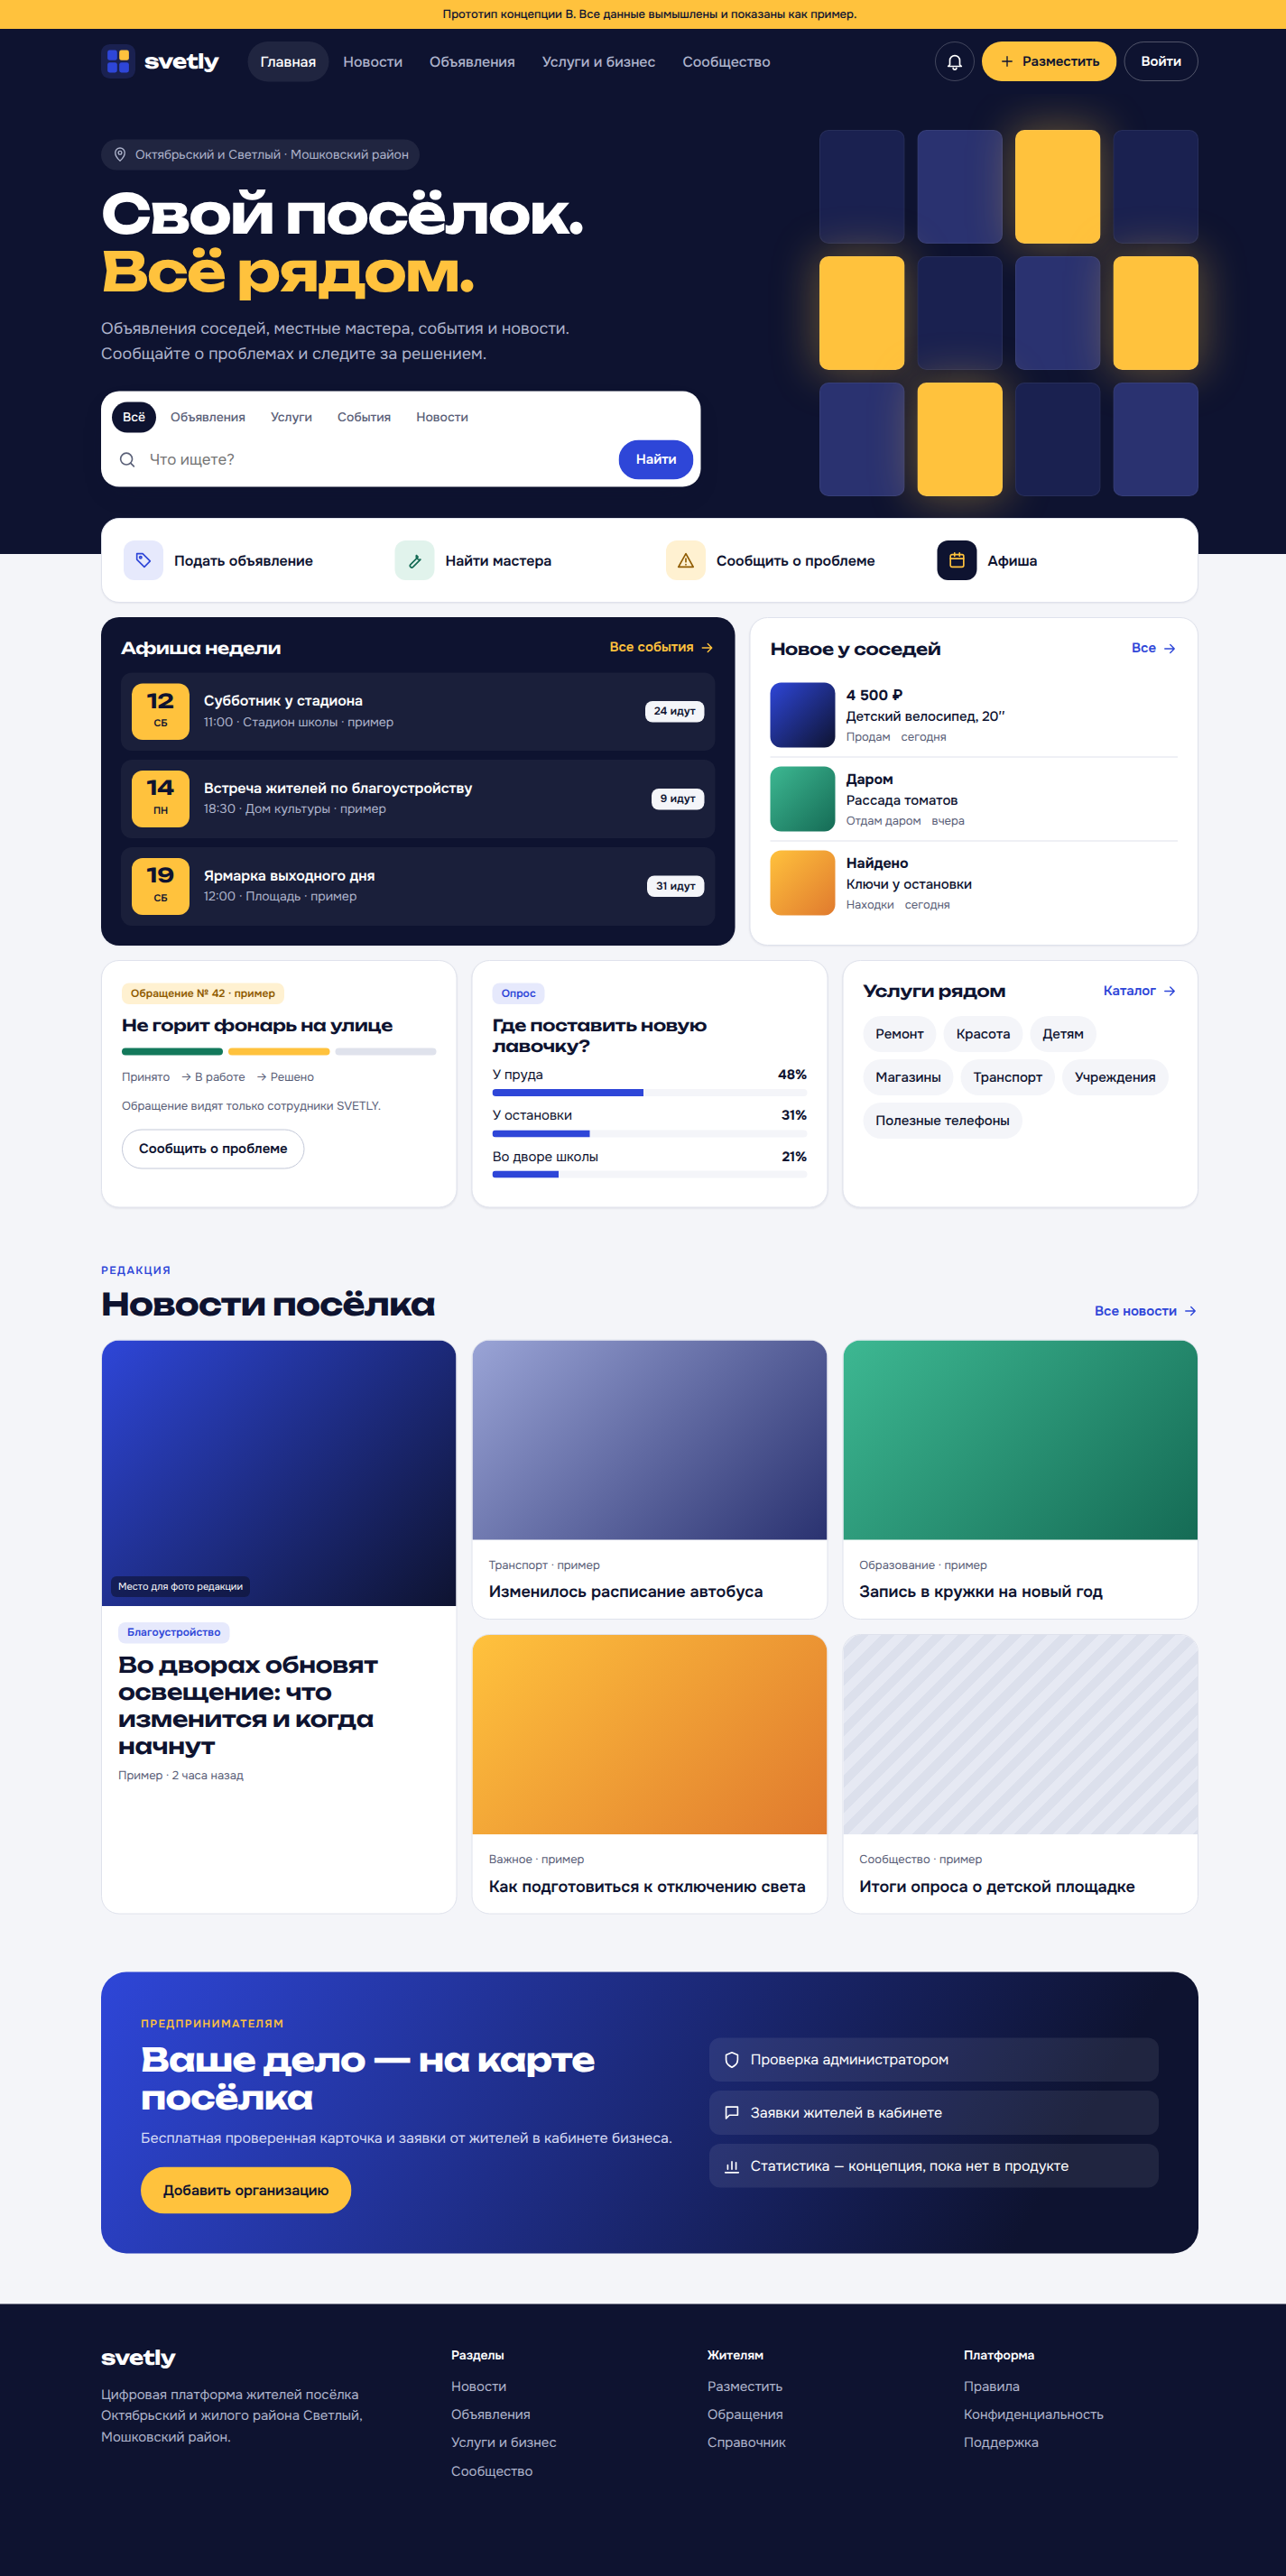 Прототип концепции B. Все данные вымышлены и показаны как пример.
svetly
Главная
Новости
Объявления
Услуги и бизнес
Сообщество
Разместить
Войти
Октябрьский и Светлый · Мошковский район
Свой посёлок.
Всё рядом.
Объявления соседей, местные мастера, события и новости.
Сообщайте о проблемах и следите за решением.
Всё
Объявления
Услуги
События
Новости
Что ищете?
Найти
Подать объявление
Найти мастера
Сообщить о проблеме
Афиша
Афиша недели
Все события →
12
СБ
Субботник у стадиона
11:00 · Стадион школы · пример
24 идут
14
ПН
Встреча жителей по благоустройству
18:30 · Дом культуры · пример
9 идут
19
СБ
Ярмарка выходного дня
12:00 · Площадь · пример
31 идут
Новое у соседей
Все →
4 500 ₽
Детский велосипед, 20″
Продам сегодня
Даром
Рассада томатов
Отдам даром вчера
Найдено
Ключи у остановки
Находки сегодня
Обращение № 42 · пример
Не горит фонарь на улице
Принято → В работе → Решено
Обращение видят только сотрудники SVETLY.
Сообщить о проблеме
Опрос
Где поставить новую
лавочку?
У пруда 48%
У остановки 31%
Во дворе школы 21%
Услуги рядом
Каталог →
Ремонт
Красота
Детям
Магазины
Транспорт
Учреждения
Полезные телефоны
РЕДАКЦИЯ
Новости посёлка
Все новости →
Место для фото редакции
Благоустройство
Во дворах обновят
освещение: что
изменится и когда
начнут
Пример · 2 часа назад
Транспорт · пример
Изменилось расписание автобуса
Образование · пример
Запись в кружки на новый год
Важное · пример
Как подготовиться к отключению света
Сообщество · пример
Итоги опроса о детской площадке
ПРЕДПРИНИМАТЕЛЯМ
Ваше дело — на карте
посёлка
Бесплатная проверенная карточка и заявки от жителей в кабинете бизнеса.
Добавить организацию
Проверка администратором
Заявки жителей в кабинете
Статистика — концепция, пока нет в продукте
svetly
Цифровая платформа жителей посёлка
Октябрьский и жилого района Светлый,
Мошковский район.
Разделы
Новости
Объявления
Услуги и бизнес
Сообщество
Жителям
Разместить
Обращения
Справочник
Платформа
Правила
Конфиденциальность
Поддержка